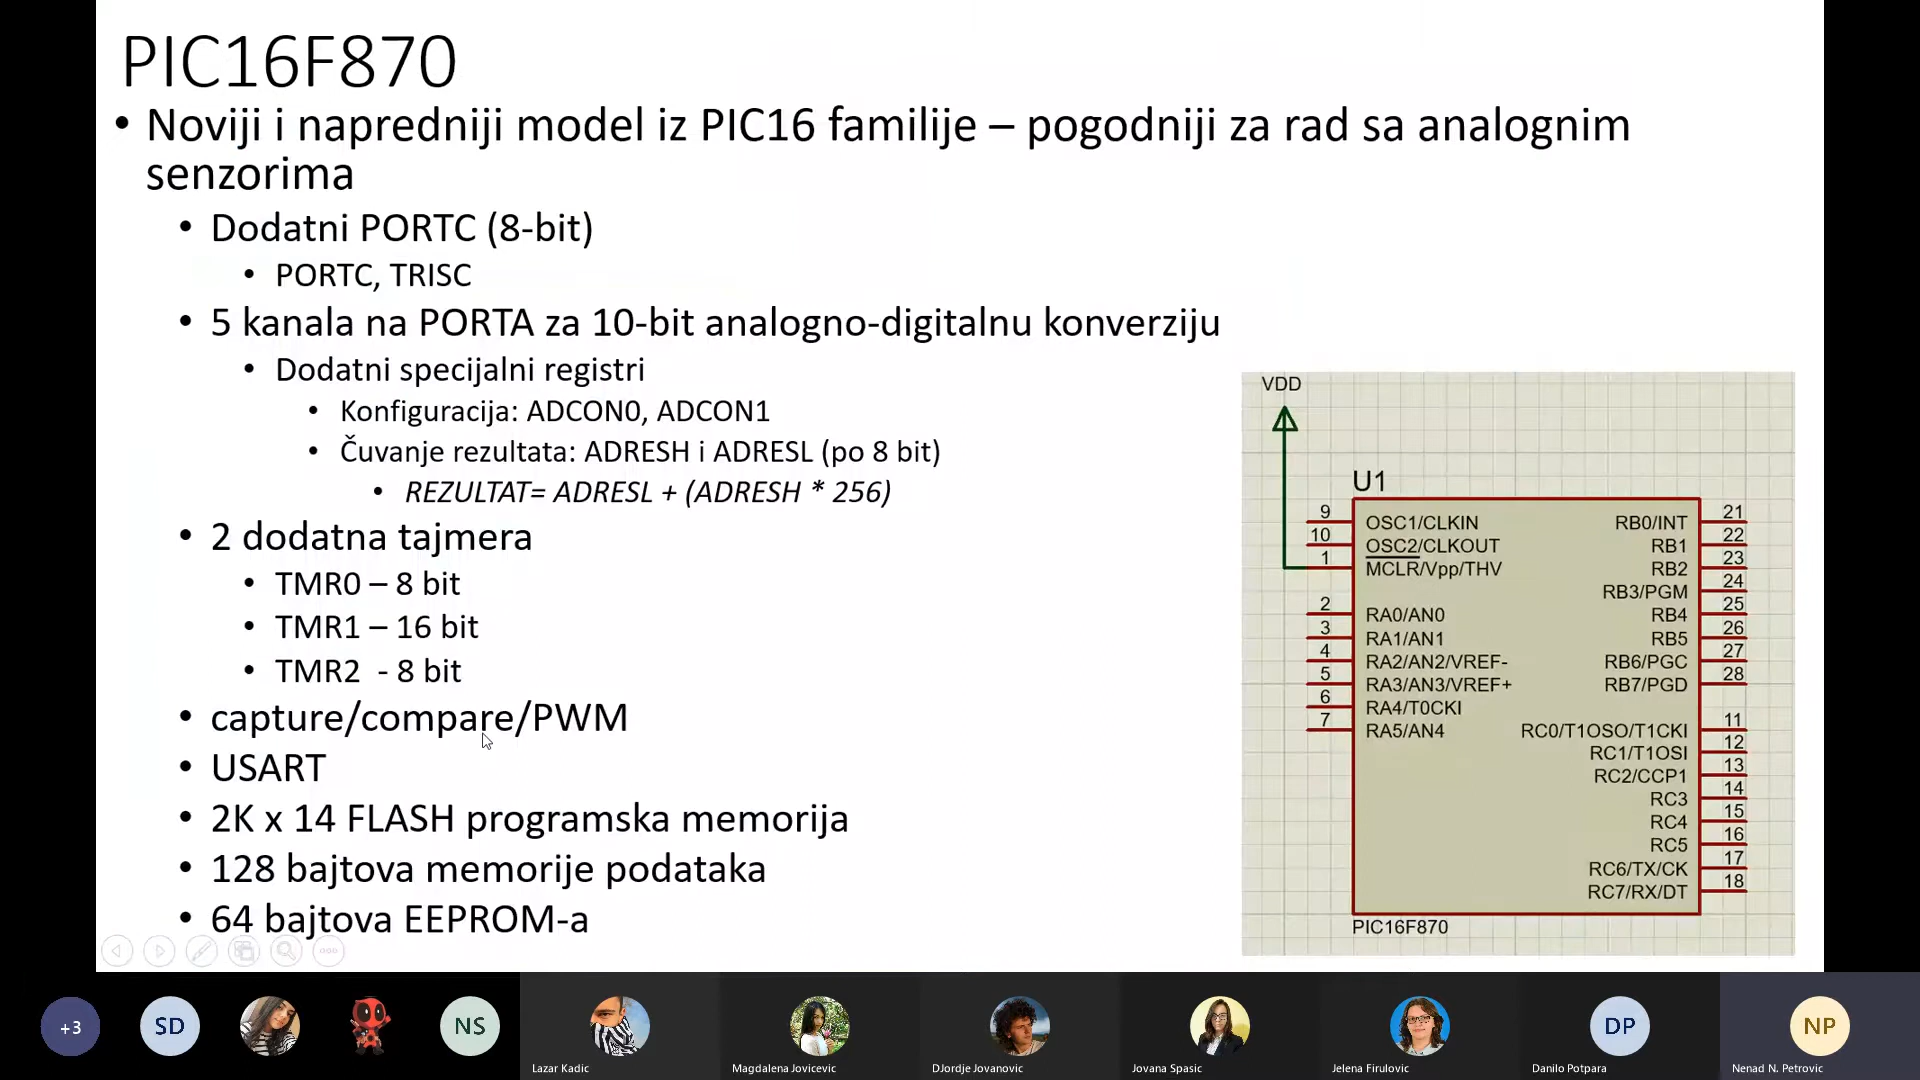 PIC16F870
• Noviji i napredniji model iz PIC16 familije – pogodniji za rad sa analognim
senzorima
• Dodatni PORTC (8-bit)
• PORTC, TRISC
• 5 kanala na PORTA za 10-bit analogno-digitalnu konverziju
• Dodatni specijalni registri
• Konfiguracija: ADCON0, ADCON1
• Čuvanje rezultata: ADRESH i ADRESL (po 8 bit)
• REZULTAT= ADRESL + (ADRESH * 256)
• 2 dodatna tajmera
• TMR0 – 8 bit
• TMR1 – 16 bit
• TMR2 - 8 bit
• capture/compare/PWM
• USART
• 2K x 14 FLASH programska memorija
• 128 bajtova memorije podataka
• 64 bajtova EEPROM-a
VDD
U1
9 OSC1/CLKIN RB0/INT 21
10 OSC2/CLKOUT RB1 22
1 MCLR/Vpp/THV RB2 23
RB3/PGM 24
2 RA0/AN0 RB4 25
3 RA1/AN1 RB5 26
4 RA2/AN2/VREF- RB6/PGC 27
5 RA3/AN3/VREF+ RB7/PGD 28
6 RA4/T0CKI
7 RA5/AN4 RC0/T1OSO/T1CKI 11
RC1/T1OSI 12
RC2/CCP1 13
RC3 14
RC4 15
RC5 16
RC6/TX/CK 17
RC7/RX/DT 18
PIC16F870
+3 SD NS DP NP
Lazar Kadic Magdalena Jovicevic DJordje Jovanovic Jovana Spasic Jelena Firulovic Danilo Potpara Nenad N. Petrovic